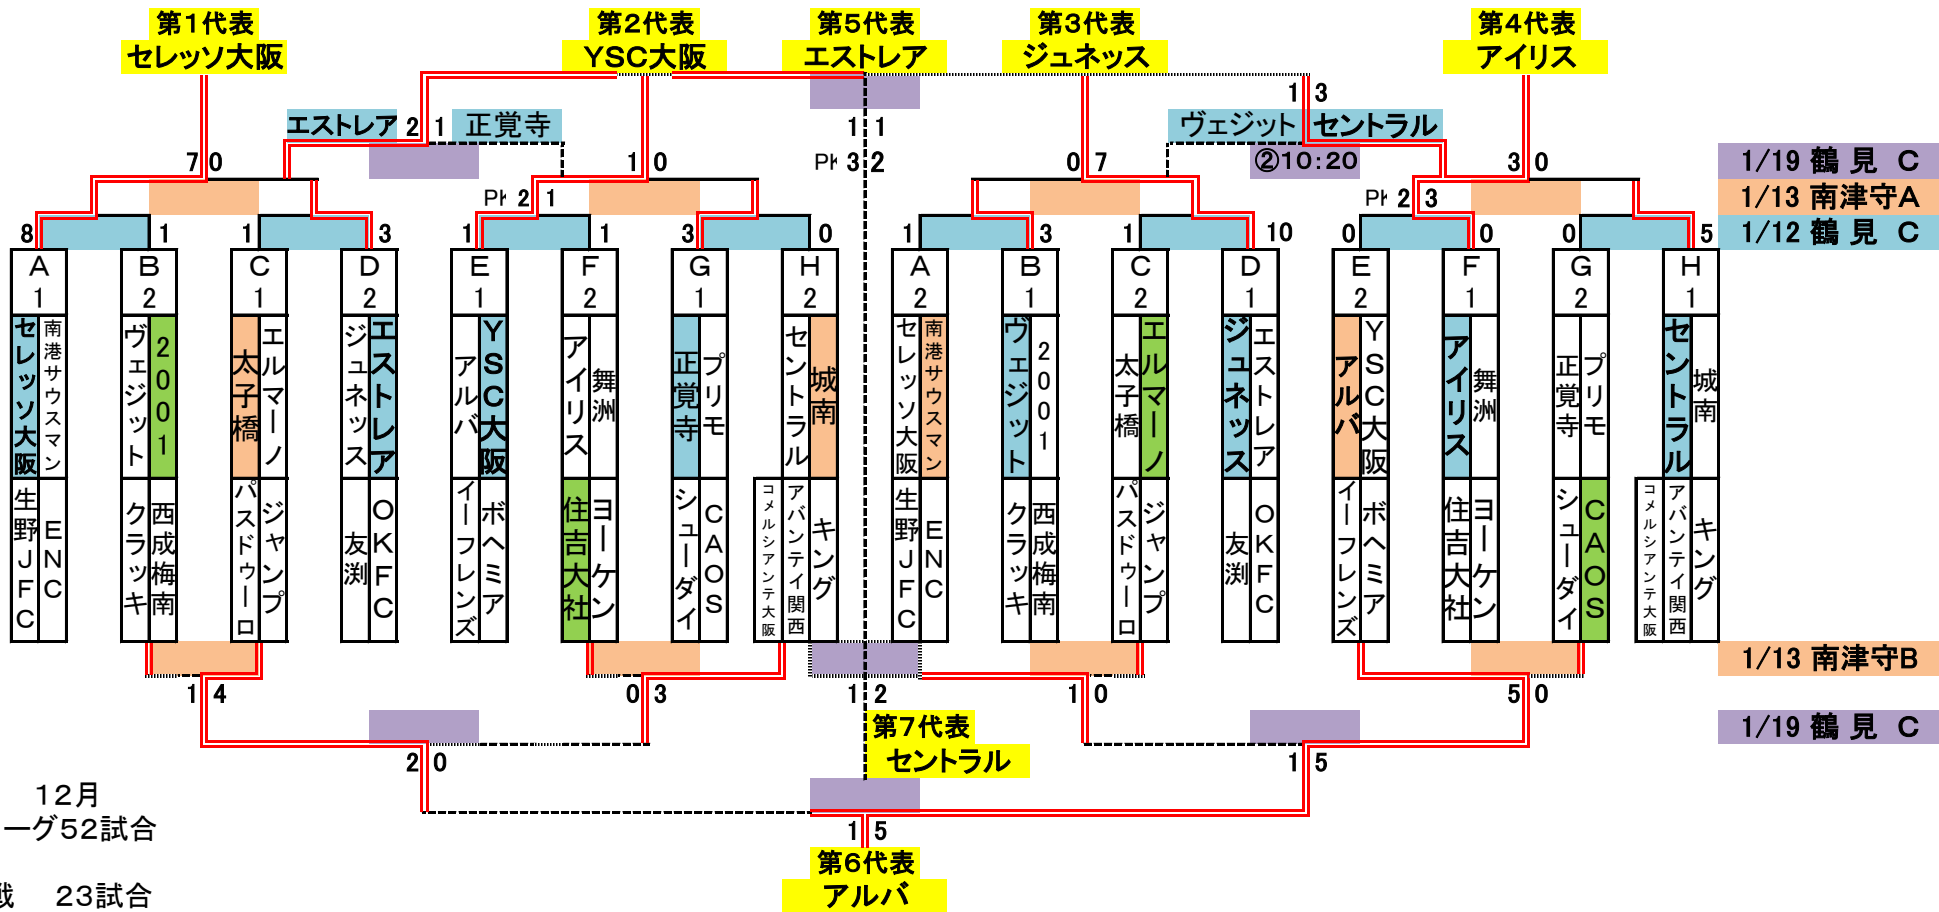 第1代表 第2代表 第5代表 第3代表 第4代表
セレッソ大阪 YSC大阪 エストレア ジュネッス アイリス
1 3
エストレア 2 1 正覚寺 1 1 ヴェジット セントラル
7 0 1 0 PK 3 2 0 7 ②10:20 3 0 1/19 鶴見 C
PK 2 1 PK 2 3 1/13 南津守A
8 1 1 3 1 1 3 0 1 3 1 10 0 0 0 5 1/12 鶴見 C
A B C D E F G H A B C D E F G H
1 2 1 2 1 2 1 2 2 1 2 1 2 1 2 1
セレッソ大阪
南港サウスマン
ヴェジット
2001
太子橋
エルマーノ
ジュネッス
エストレア
アルバ
YSC大阪
アイリス
舞洲
正覚寺
プリモ
セントラル
城南
セレッソ大阪
南港サウスマン
ヴェジット
2001
太子橋
エルマーノ
ジュネッス
エストレア
アルバ
YSC大阪
アイリス
舞洲
正覚寺
プリモ
セントラル
城南
生野JFC
ENC
クラッキ
西成梅南
パスドゥーロ
ジャンプ
友渕
OKFC
イーフレンズ
ボヘミア
住吉大社
ヨーケン
シューダイ
CAOS
コメルシアンテ大阪
アバンテイ関西
キング
生野JFC
ENC
クラッキ
西成梅南
パスドゥーロ
ジャンプ
友渕
OKFC
イーフレンズ
ボヘミア
住吉大社
ヨーケン
シューダイ
CAOS
コメルシアンテ大阪
アバンテイ関西
キング
1/13 南津守B
1 4 0 3 1 2 1 0 5 0
第7代表 1/19 鶴見 C
2 0 セントラル 1 5
12月
ーグ52試合
1 5
第6代表
戦 23試合 アルバ